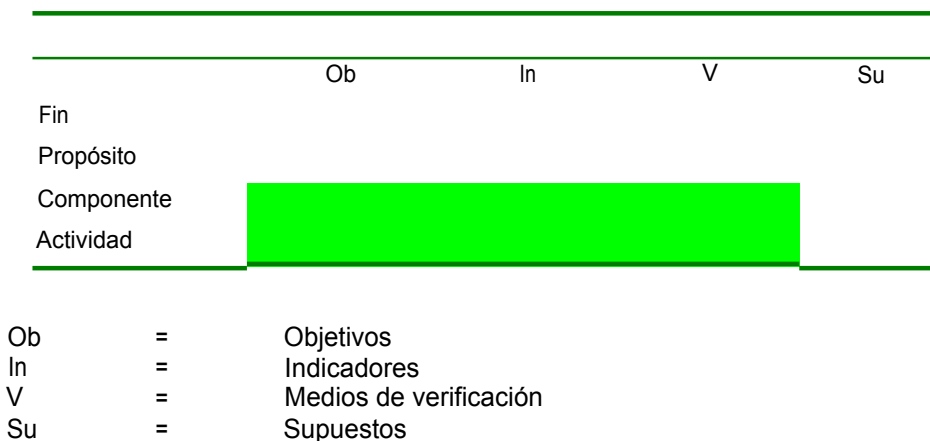 Ob In V Su
Fin
Propósito
Componente
Actividad
Ob = Objetivos
In = Indicadores
V = Medios de verificación
Su = Supuestos